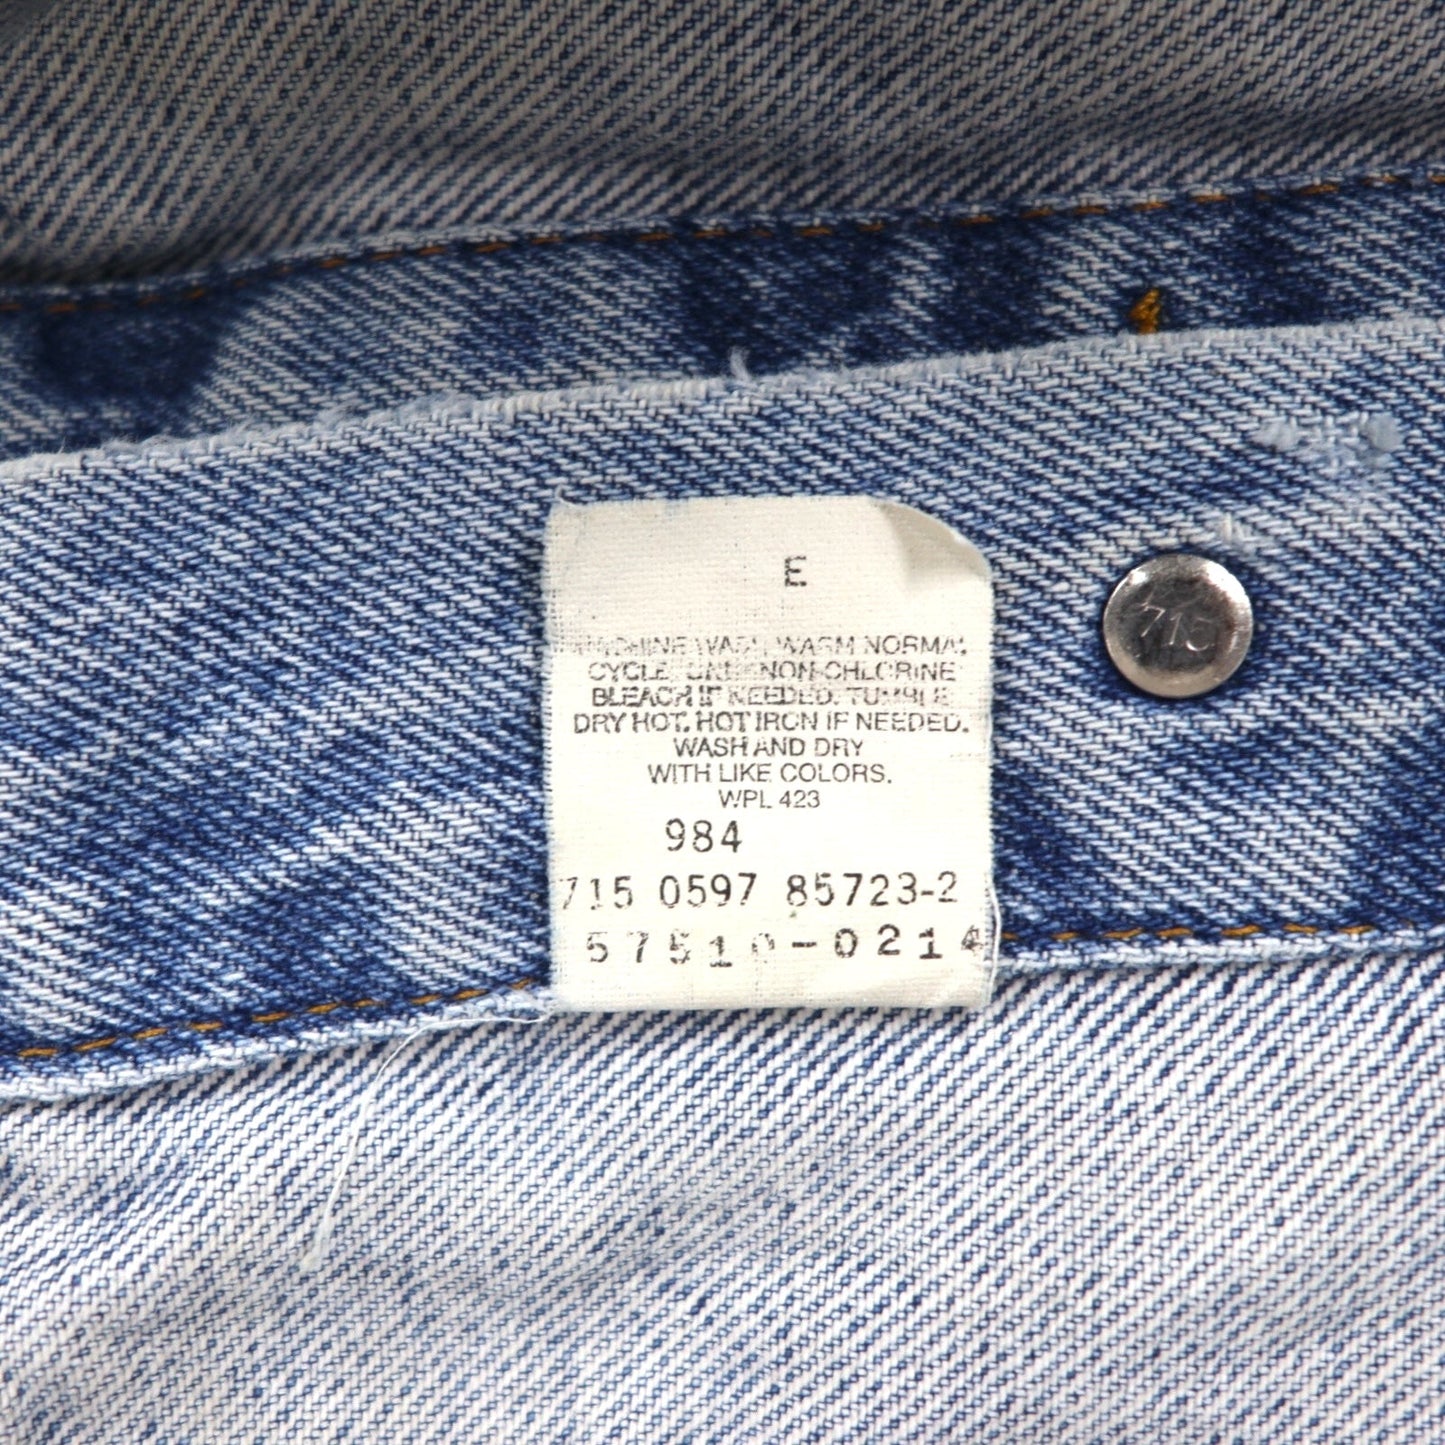 E
MACHINE WASH WARM NORMAL
CYCLE. ONLY NON-CHLORINE
BLEACH IF NEEDED. TUMBLE
DRY HOT. HOT IRON IF NEEDED.
WASH AND DRY
WITH LIKE COLORS.
WPL 423
984
715 0597 85723-2
57510-0214
715